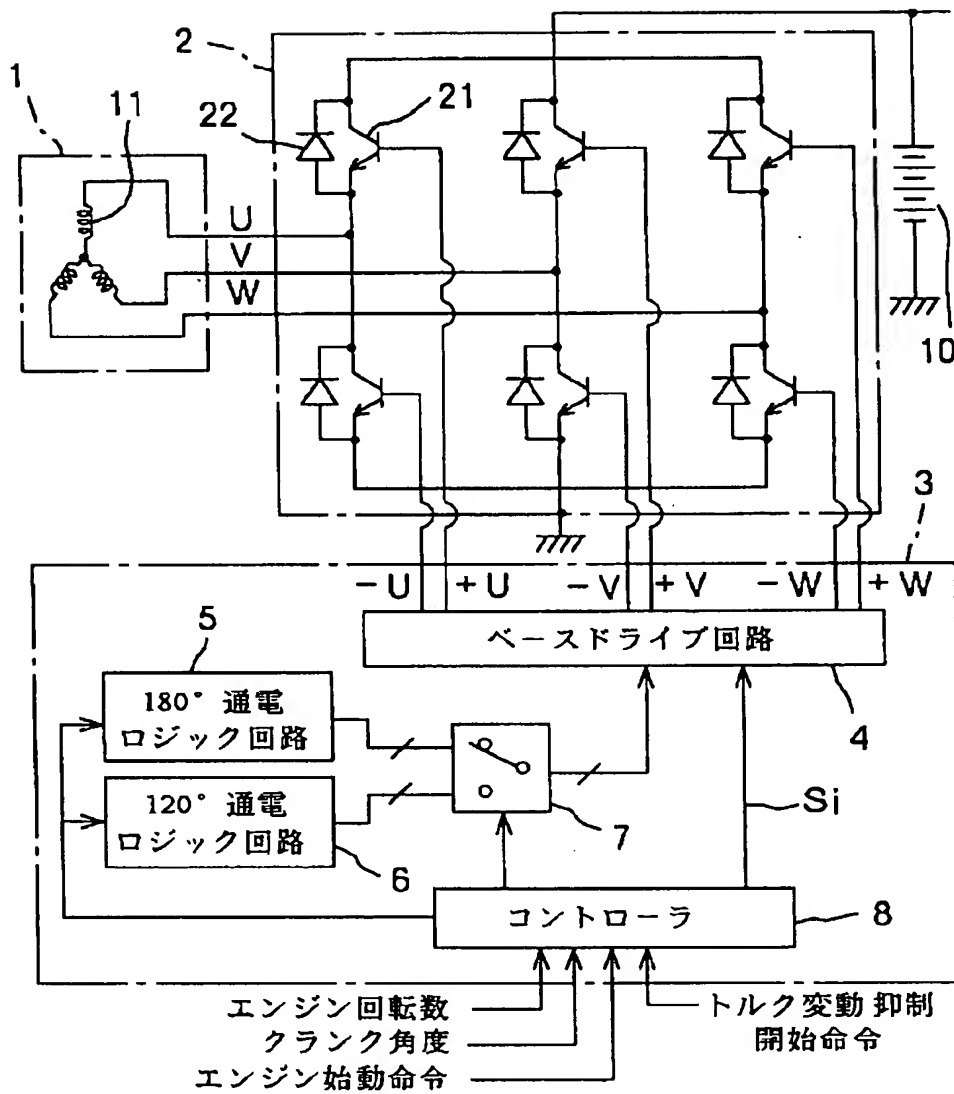 2
1
11
22
21
U
V
W
10
3
－U
＋U
－V
＋V
－W
＋W
ベースドライブ回路
5
180°通電
ロジック回路
4
120°通電
ロジック回路
7
Si
6
コントローラ
8
エンジン回転数
クランク角度
エンジン始動命令
トルク変動抑制
開始命令